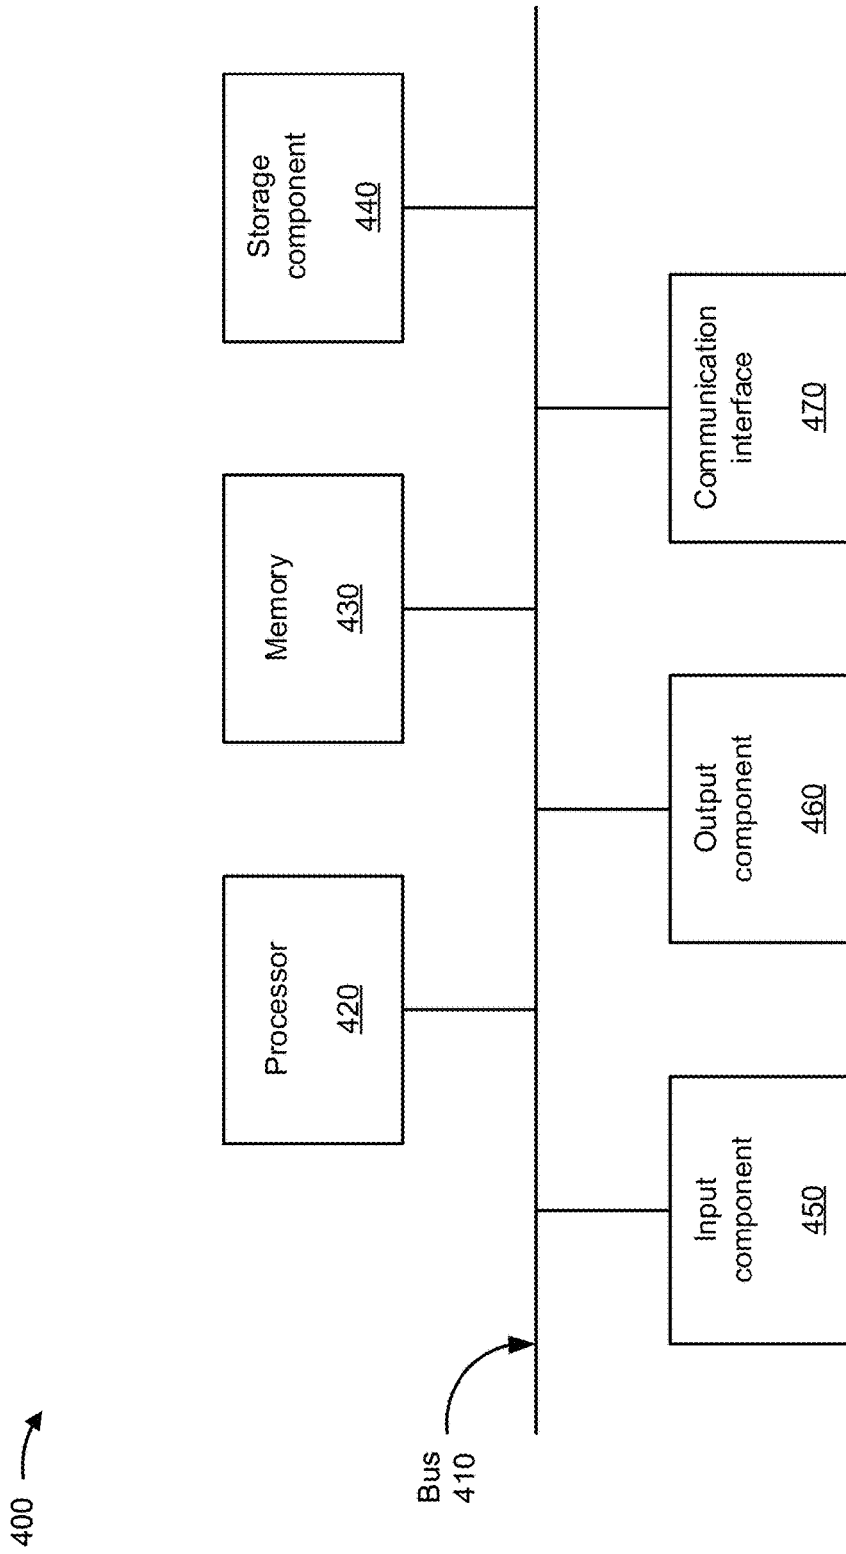 400
Bus
410
Processor
420
Memory
430
Storage
component
440
Input
component
450
Output
component
460
Communication
interface
470